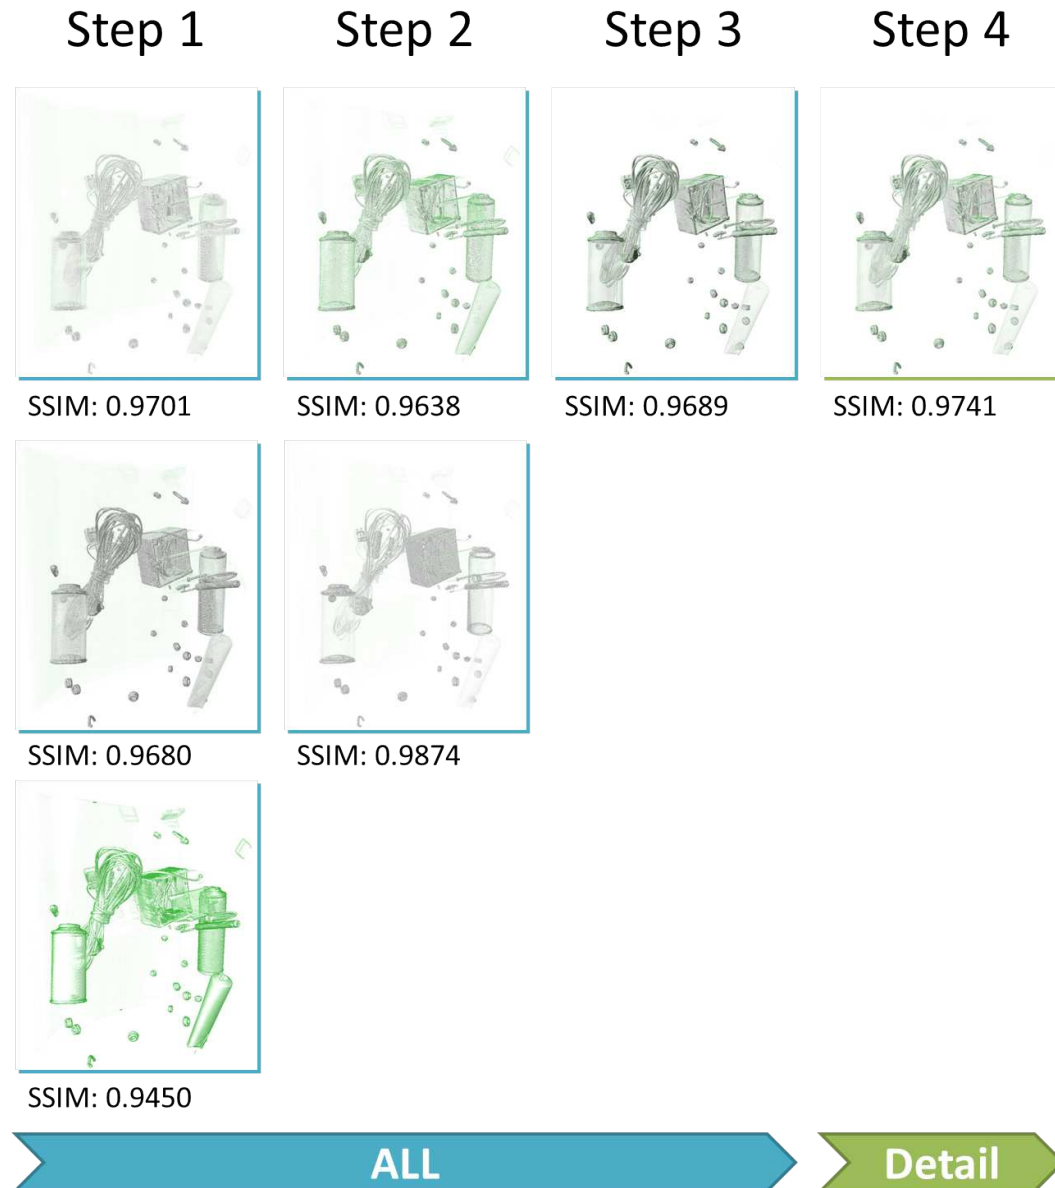 Step 1 Step 2 Step 3 Step 4
SSIM: 0.9701 SSIM: 0.9638 SSIM: 0.9689 SSIM: 0.9741
SSIM: 0.9680 SSIM: 0.9874
SSIM: 0.9450
ALL Detail